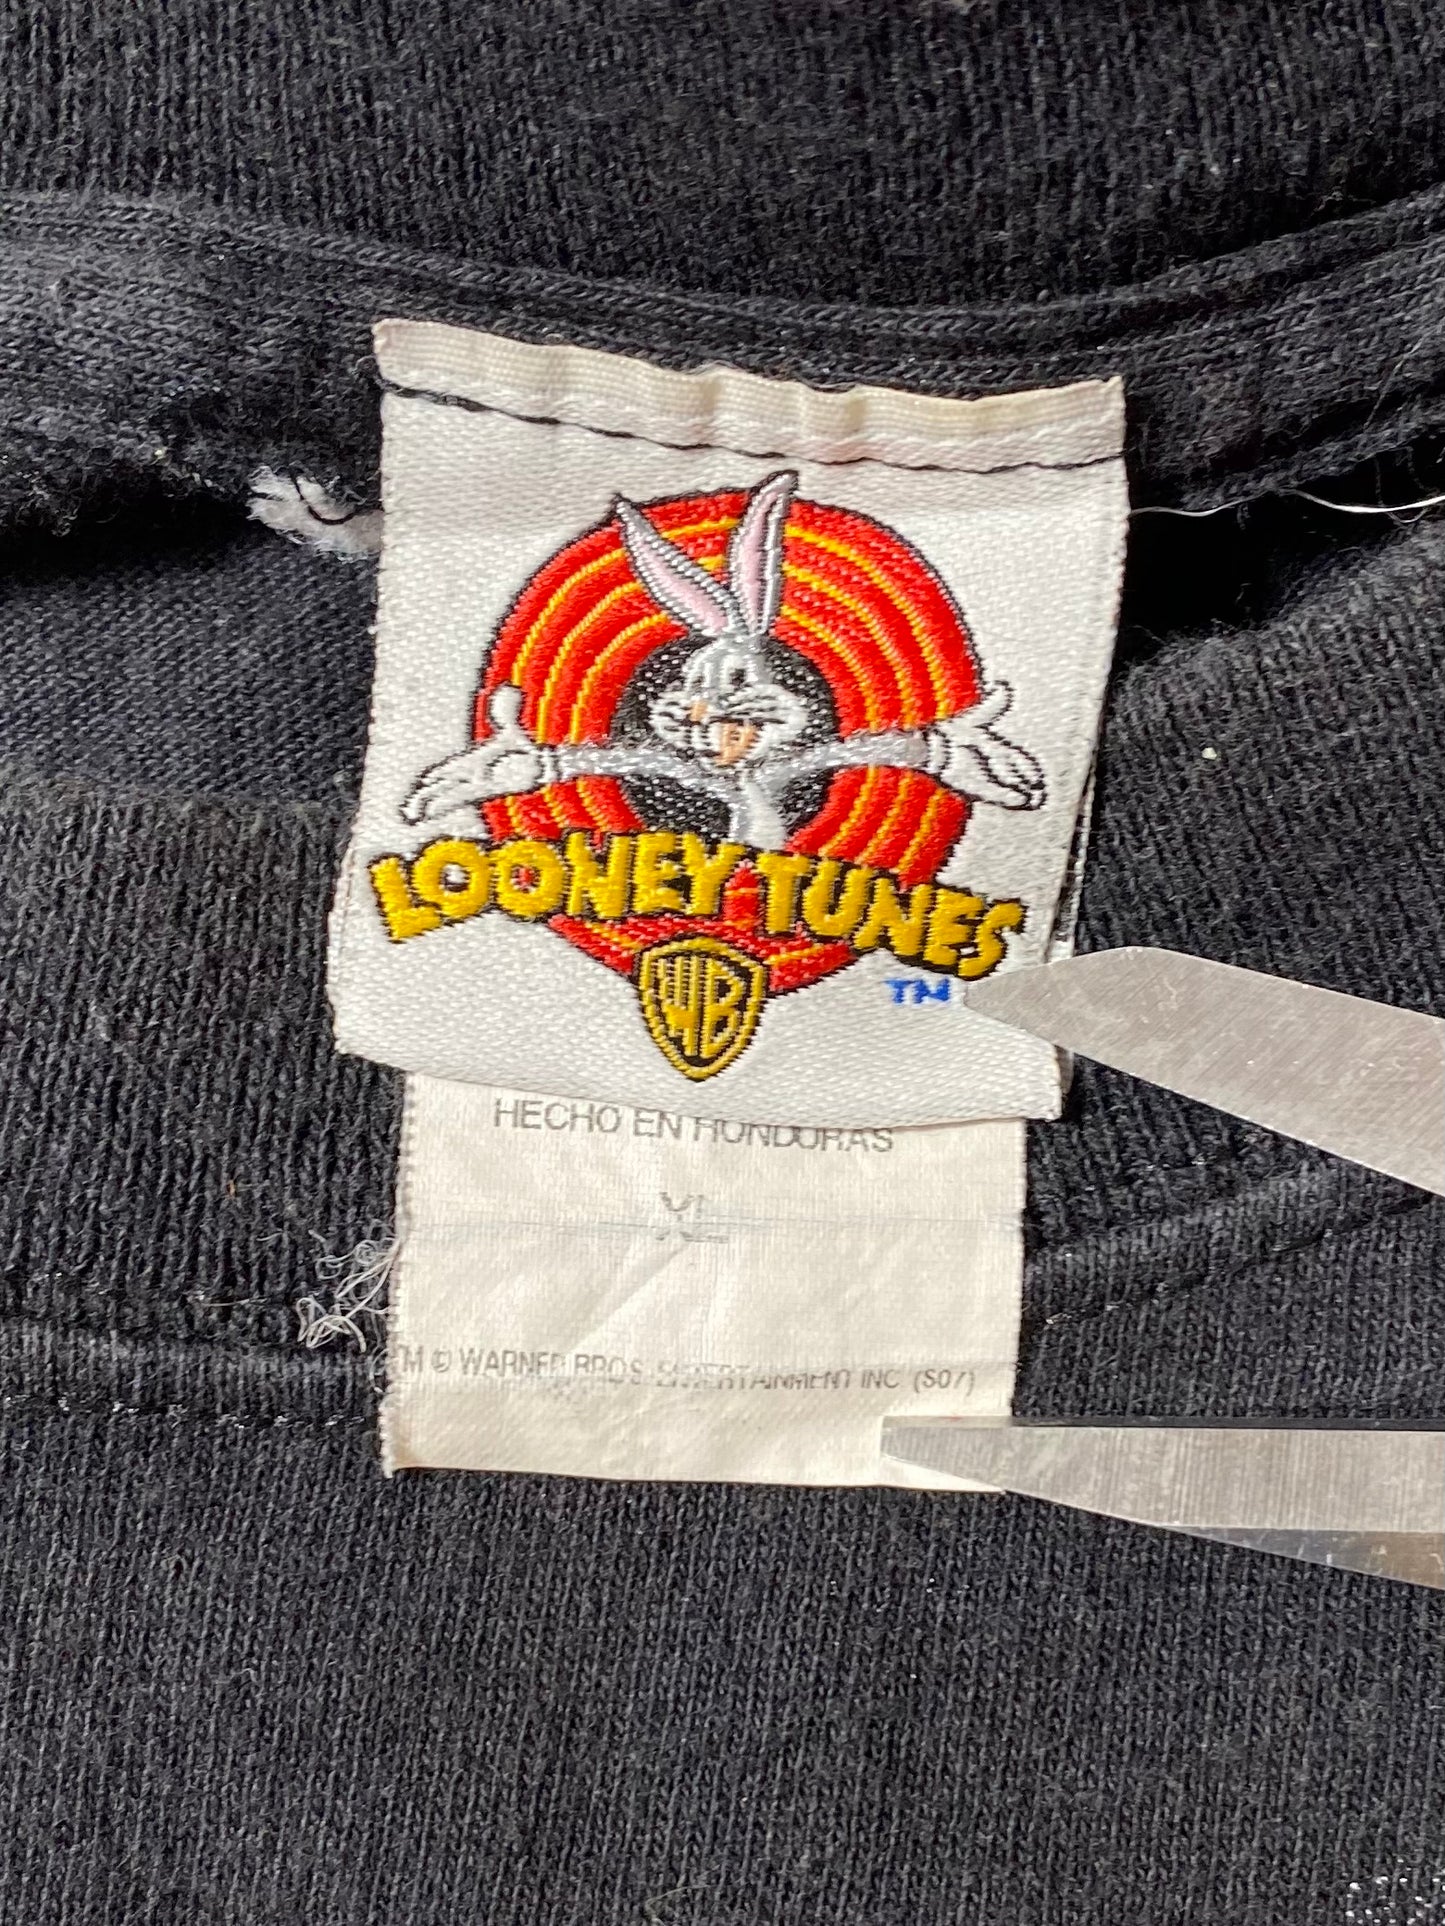 LOONEY TUNES
WB
TM
HECHO EN HONDURAS
XL
TM © WARNER BROS. ENTERTAINMENT INC (S07)